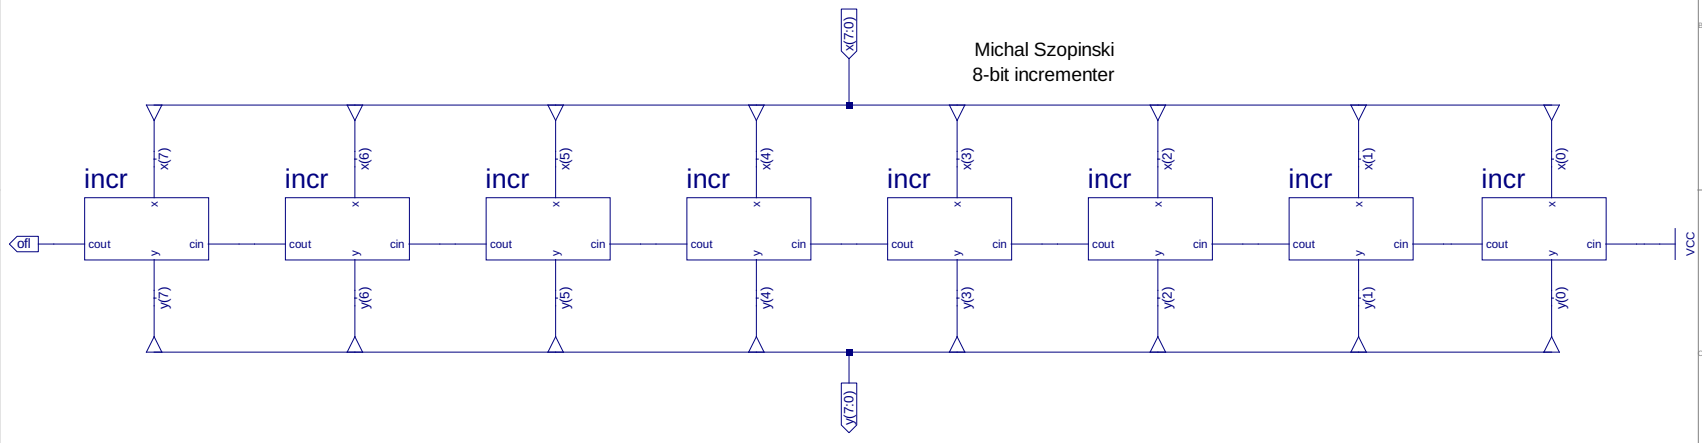 x(7:0)
Michal Szopinski
8-bit incrementer
x(7) x(6) x(5) x(4) x(3) x(2) x(1) x(0)
incr incr incr incr incr incr incr incr
x x x x x x x x
ofl cout cin cout cin cout cin cout cin cout cin cout cin cout cin cout cin VCC
y y y y y y y y
y(7) y(6) y(5) y(4) y(3) y(2) y(1) y(0)
y(7:0)